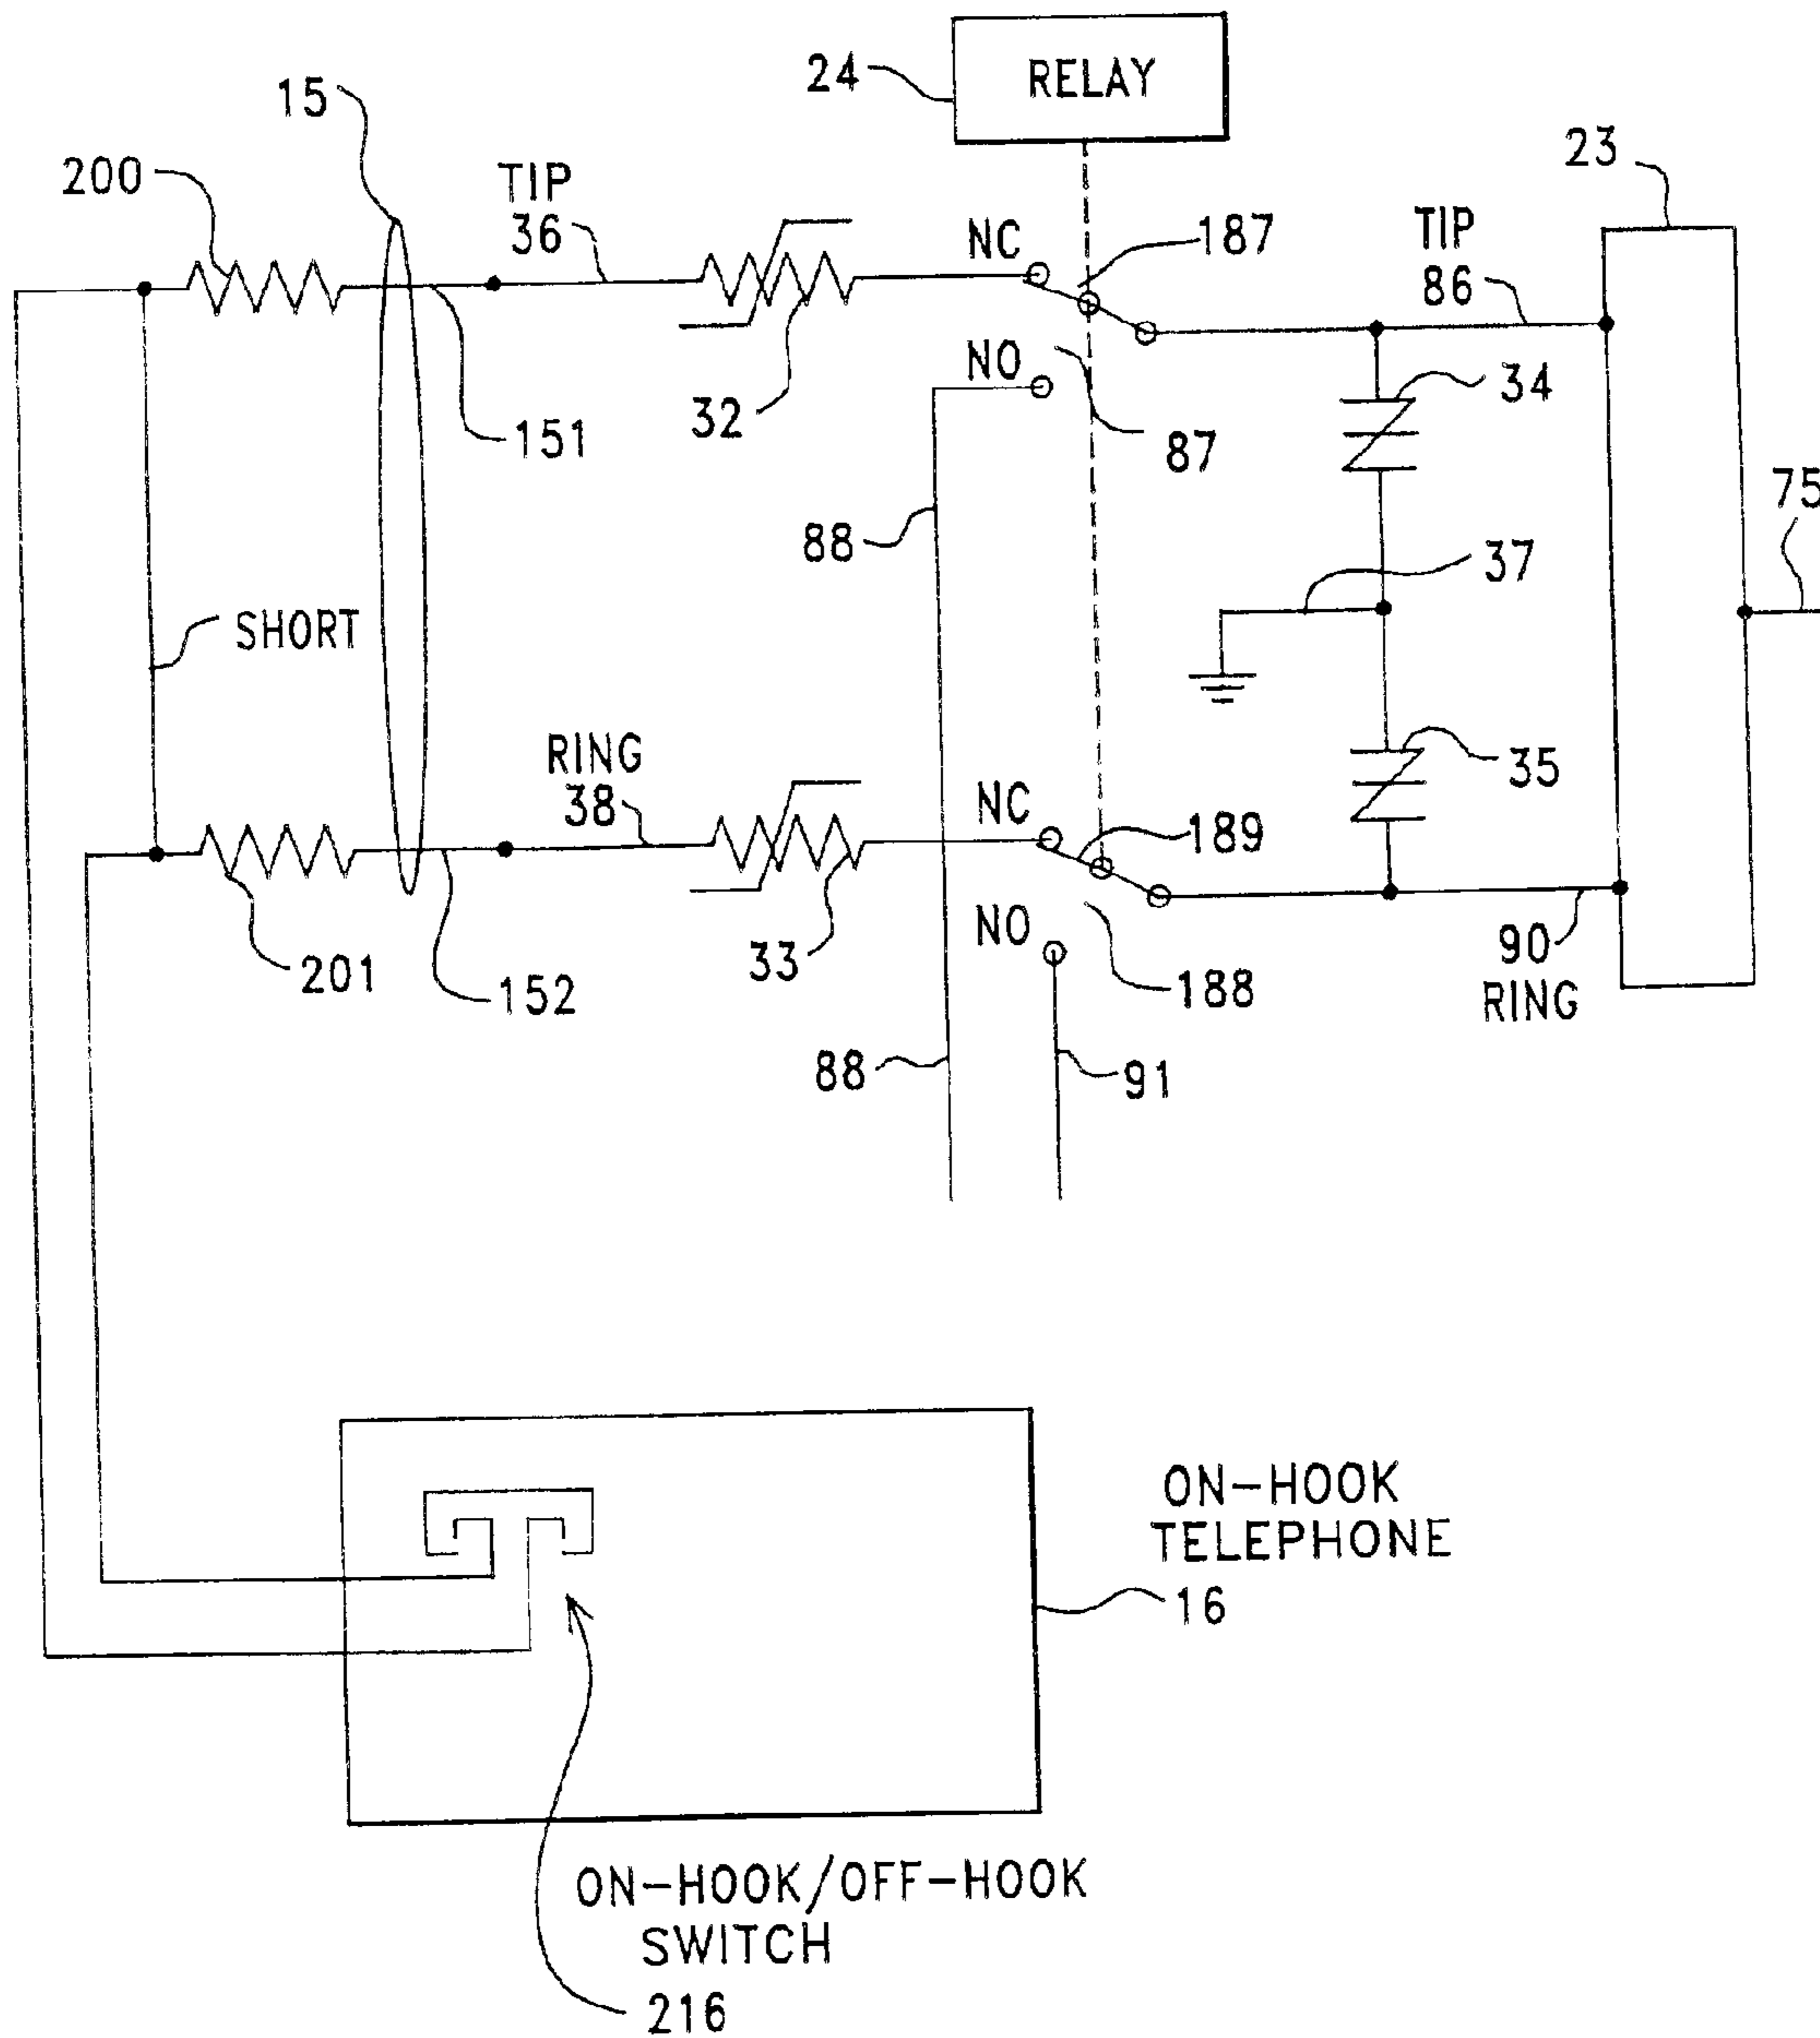 24
RELAY
15
23
200
TIP
36
NC
187
TIP
86
32
NO
34
151
87
75
88
37
SHORT
RING
38
NC
189
35
NO
201
33
90
152
188
RING
88
91
ON-HOOK
TELEPHONE
16
ON-HOOK/OFF-HOOK
SWITCH
216